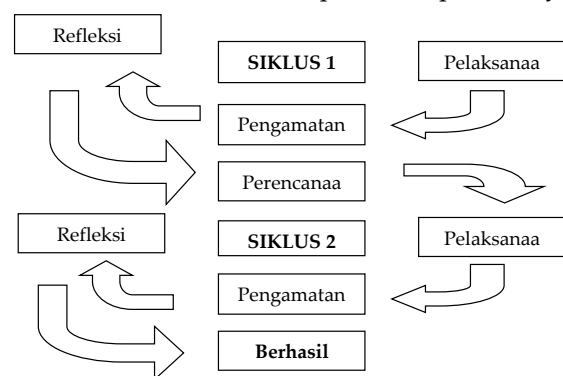 Refleksi
SIKLUS 1
Pelaksanaa
Pengamatan
Perencanaa
Refleksi
SIKLUS 2
Pelaksanaa
Pengamatan
Berhasil